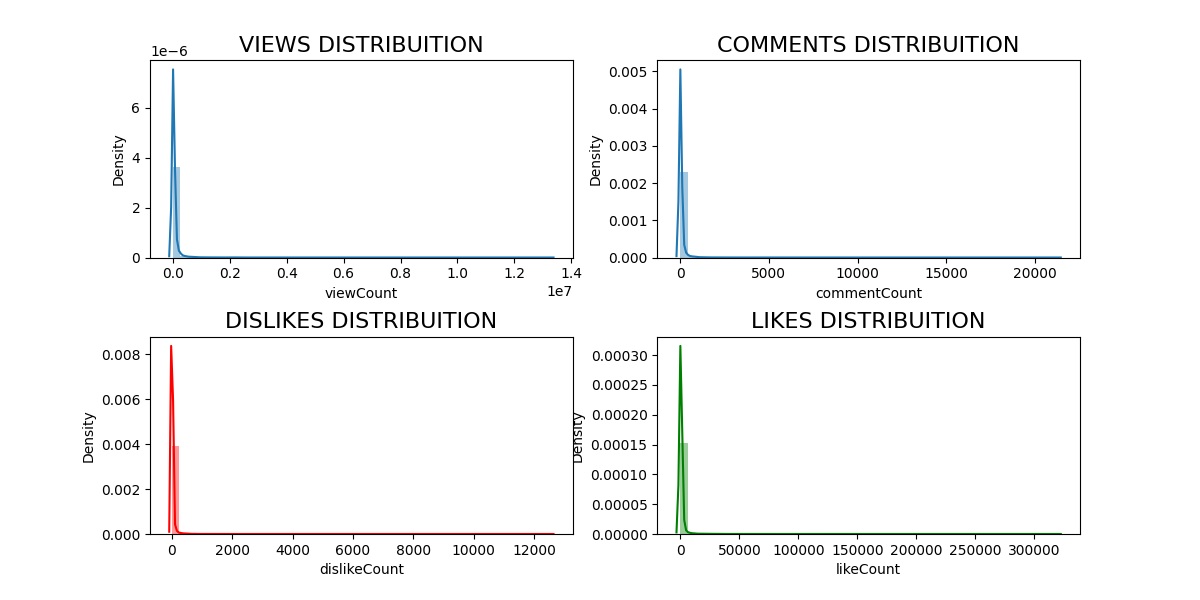 VIEWS DISTRIBUITION
1e−6
Density
6
4
2
0
0.0 0.2 0.4 0.6 0.8 1.0 1.2 1.4
1e7
viewCount
COMMENTS DISTRIBUITION
Density
0.005
0.004
0.003
0.002
0.001
0.000
0 5000 10000 15000 20000
commentCount
DISLIKES DISTRIBUITION
Density
0.008
0.006
0.004
0.002
0.000
0 2000 4000 6000 8000 10000 12000
dislikeCount
LIKES DISTRIBUITION
Density
0.00030
0.00025
0.00020
0.00015
0.00010
0.00005
0.00000
0 50000 100000 150000 200000 250000 300000
likeCount